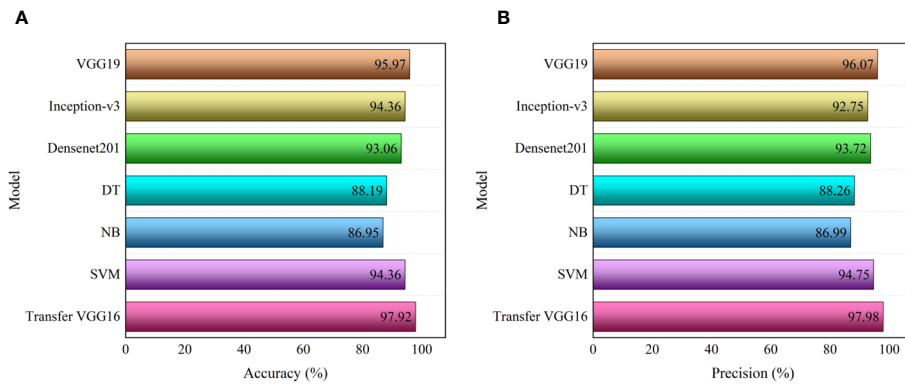 A
Model
VGG19 95.97
Inception-v3 94.36
Densenet201 93.06
DT 88.19
NB 86.95
SVM 94.36
Transfer VGG16 97.92
0 20 40 60 80 100
Accuracy (%)
B
Model
VGG19 96.07
Inception-v3 92.75
Densenet201 93.72
DT 88.26
NB 86.99
SVM 94.75
Transfer VGG16 97.98
0 20 40 60 80 100
Precision (%)